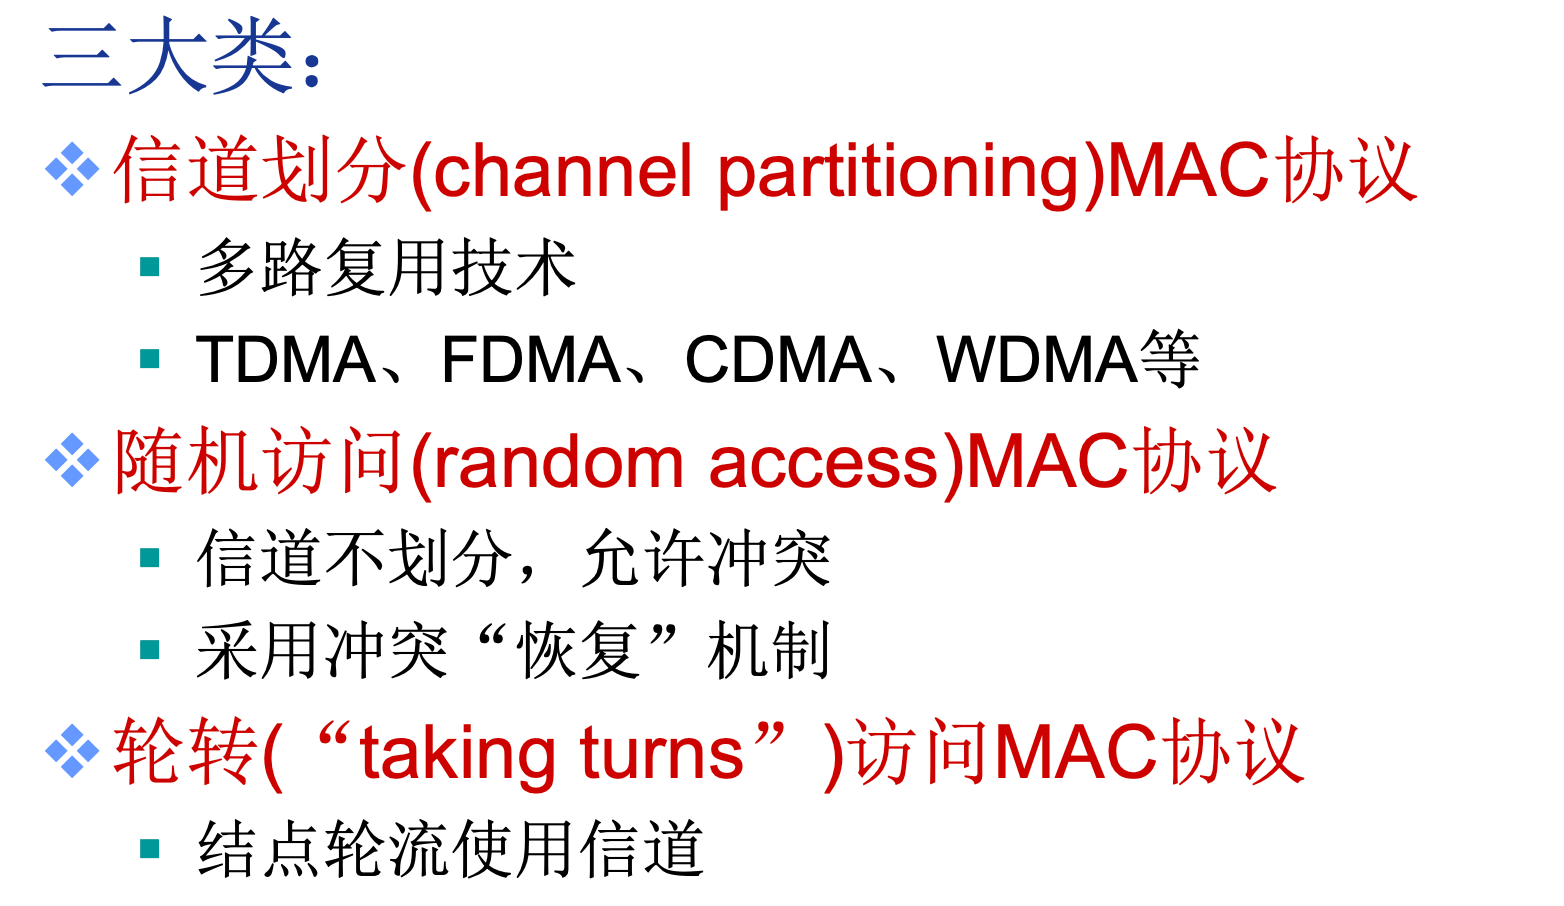 三大类:
信道划分(channel partitioning)MAC协议
多路复用技术
TDMA、FDMA、CDMA、WDMA等
随机访问(random access)MAC协议
信道不划分，允许冲突
采用冲突“恢复”机制
轮转(“taking turns”)访问MAC协议
结点轮流使用信道